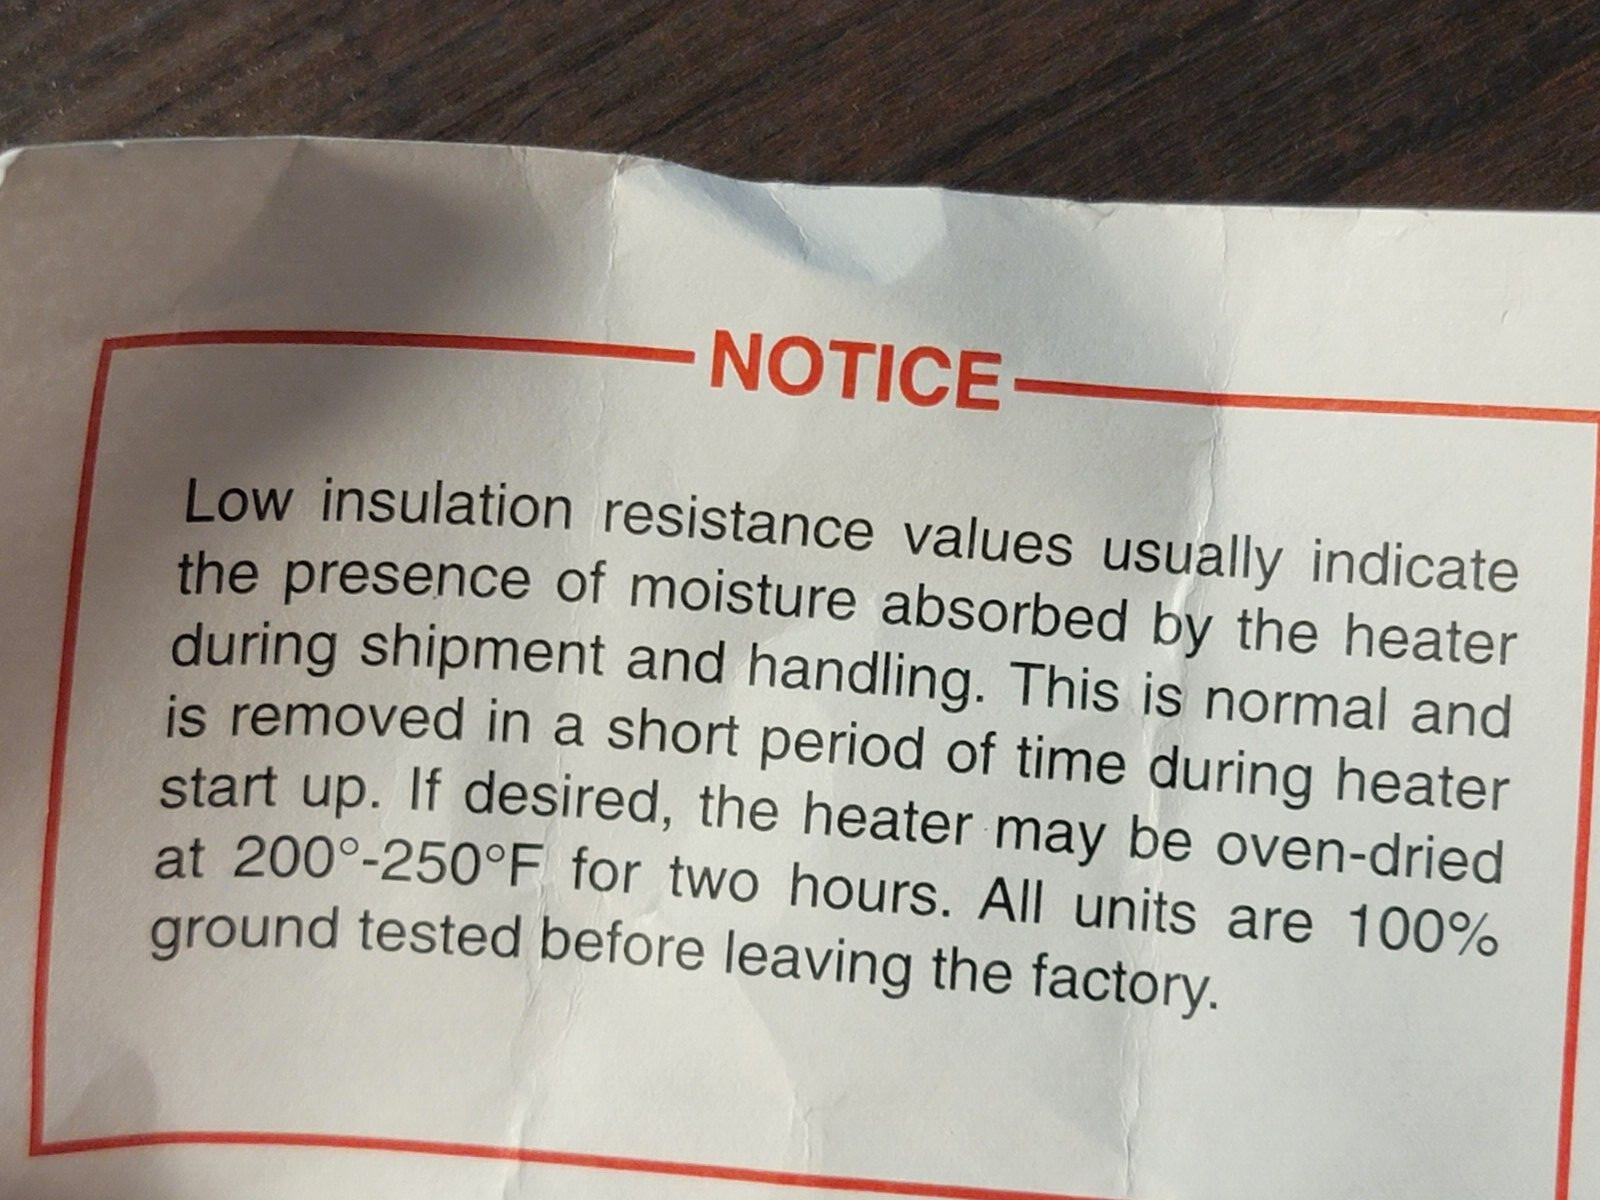 NOTICE
Low insulation resistance values usually indicate
the presence of moisture absorbed by the heater
during shipment and handling. This is normal and
is removed in a short period of time during heater
start up. If desired, the heater may be oven-dried
at 200°-250°F for two hours. All units are 100%
ground tested before leaving the factory.